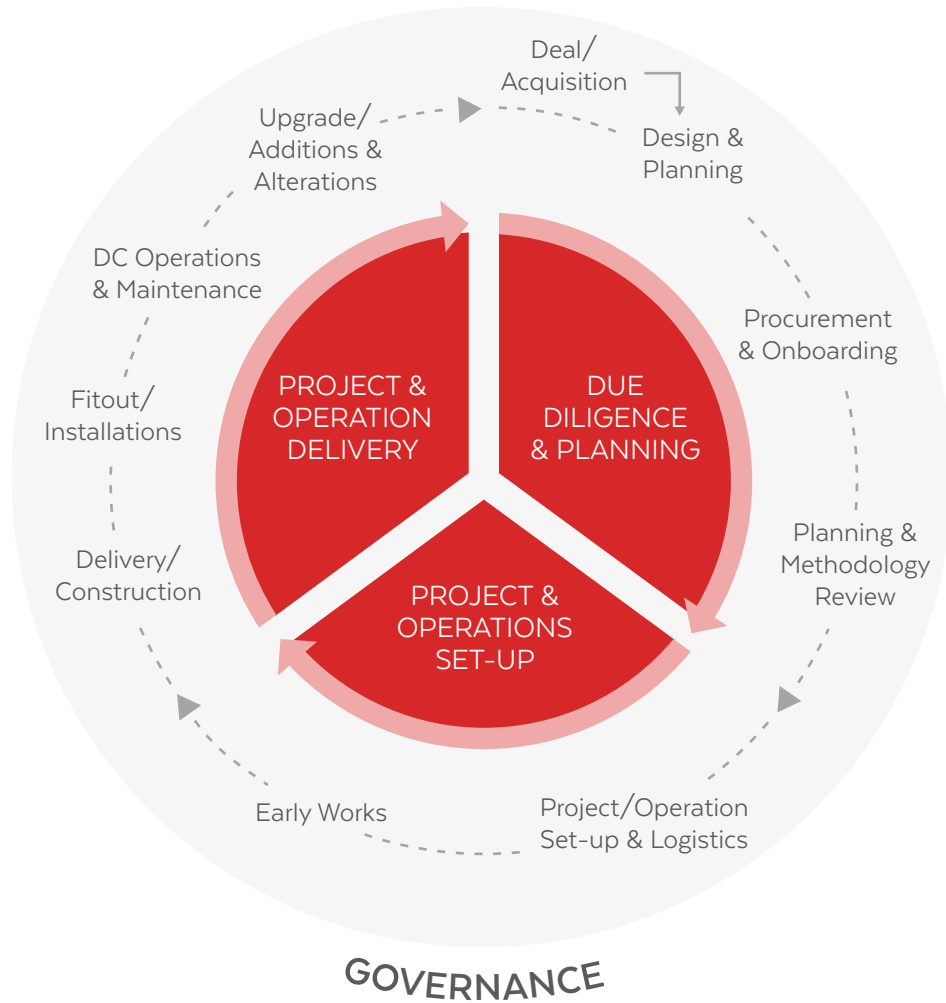 Deal/
Acquisition
Design &
Planning
Procurement
& Onboarding
Planning &
Methodology
Review
Project/Operation
Set-up & Logistics
Early Works
Delivery/
Construction
Fitout/
Installations
DC Operations
& Maintenance
Upgrade/
Additions &
Alterations
DUE
DILIGENCE
& PLANNING
PROJECT &
OPERATIONS
SET-UP
PROJECT &
OPERATION
DELIVERY
GOVERNANCE